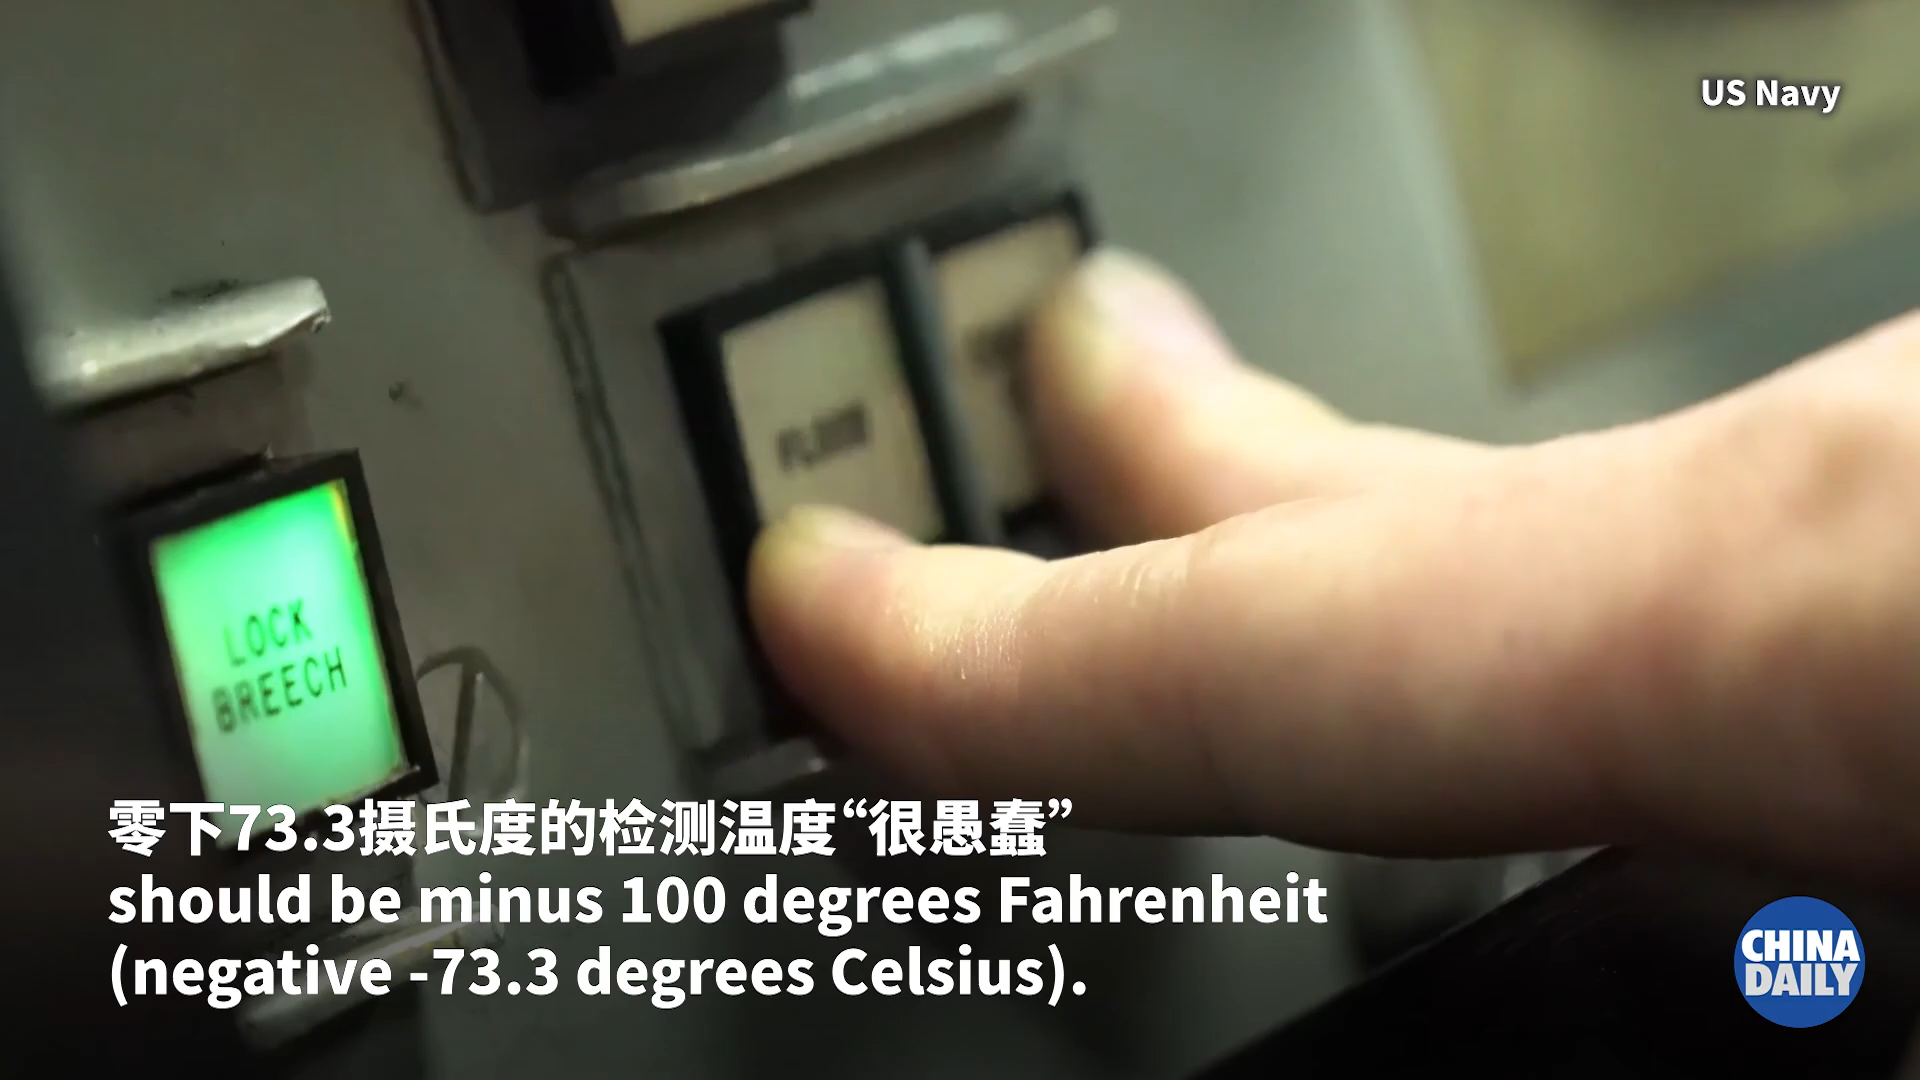 US Navy
LOCK
BREECH
零下73.3摄氏度的检测温度“很愚蠢”
should be minus 100 degrees Fahrenheit
(negative -73.3 degrees Celsius).
CHINA
DAILY